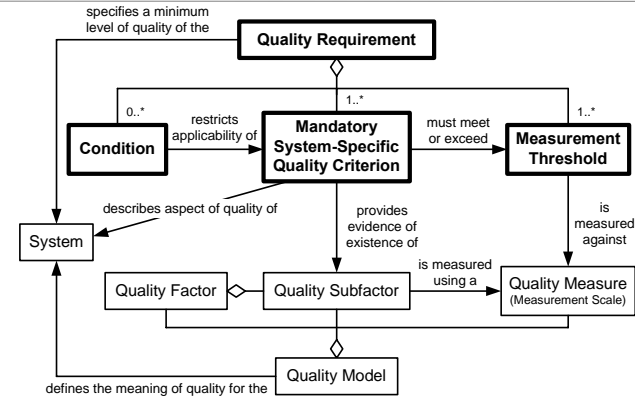 specifies a minimum
level of quality of the
Quality Requirement
0..*
1..*
1..*
Condition
restricts
applicability of
Mandatory
System-Specific
Quality Criterion
must meet
or exceed
Measurement
Threshold
describes aspect of quality of
provides
evidence of
existence of
is
measured
against
System
Quality Factor
Quality Subfactor
is measured
using a
Quality Measure
(Measurement Scale)
Quality Model
defines the meaning of quality for the